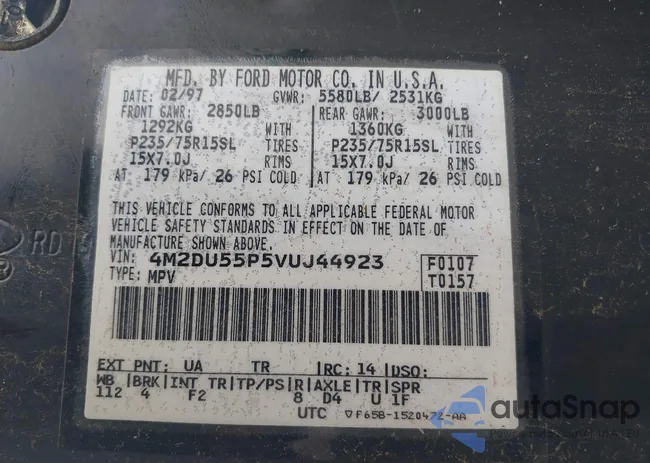 MFD. BY FORD MOTOR CO. IN U.S.A.
DATE: 02/97 GVWR: 5580LB/ 2531KG
FRONT GAWR: 2850LB REAR GAWR: 3000LB
1292KG WITH 1360KG WITH
P235/75R15SL TIRES P235/75R15SL TIRES
15X7.0J RIMS 15X7.0J RIMS
AT 179 kPa/ 26 PSI COLD AT 179 kPa/ 26 PSI COLD
THIS VEHICLE CONFORMS TO ALL APPLICABLE FEDERAL MOTOR
VEHICLE SAFETY STANDARDS IN EFFECT ON THE DATE OF
MANUFACTURE SHOWN ABOVE.
VIN: 4M2DU55P5VUJ44923 F0107
TYPE: MPV T0157
EXT PNT: UA TR |RC: 14 |DSO:
WB |BRK|INT TR|TP/PS|R|AXLE|TR|SPR
112 4 F2 8 D4 U 1F
UTC ▽F65B-1520472-AA
RD
autoSnap